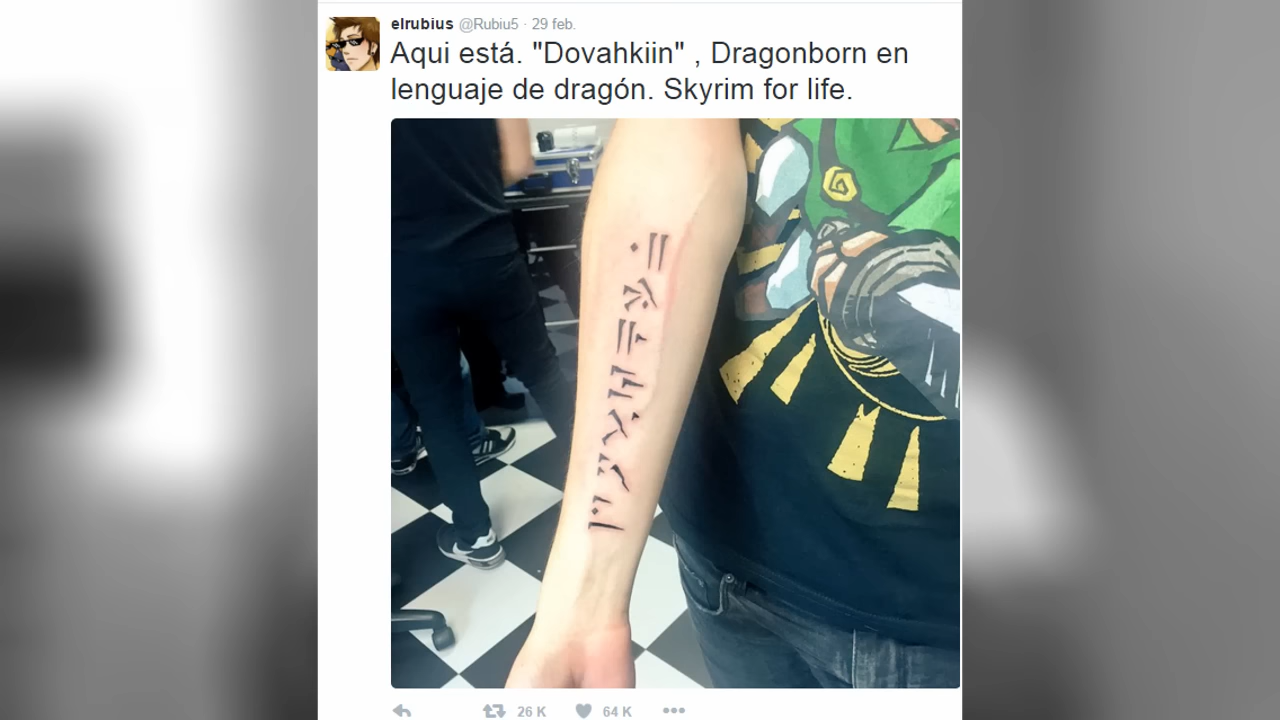 elrubius @Rubiu5 · 29 feb.
Aqui está. "Dovahkiin" , Dragonborn en
lenguaje de dragón. Skyrim for life.
26 K 64 K